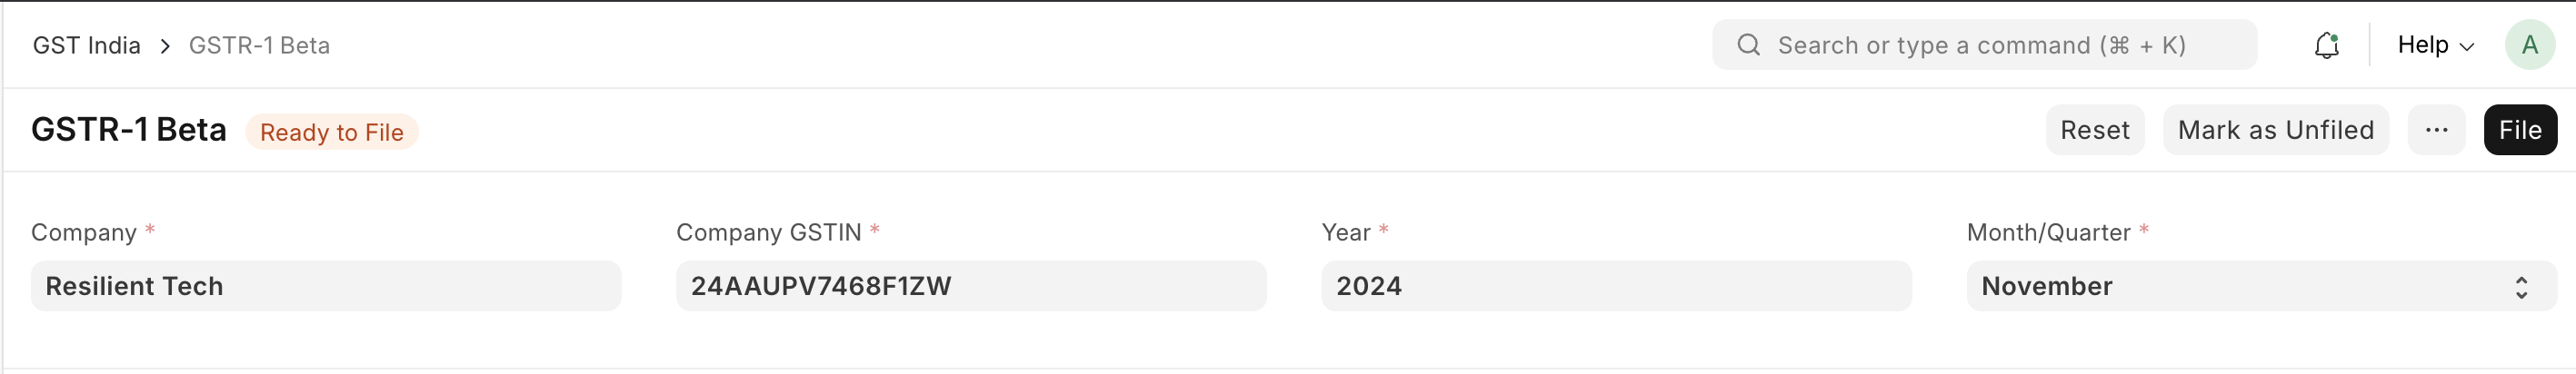 GST India > GSTR-1 Beta Search or type a command (⌘ + K) Help A
GSTR-1 Beta Ready to File Reset Mark as Unfiled ... File
Company * Company GSTIN * Year * Month/Quarter *
Resilient Tech 24AAUPV7468F1ZW 2024 November